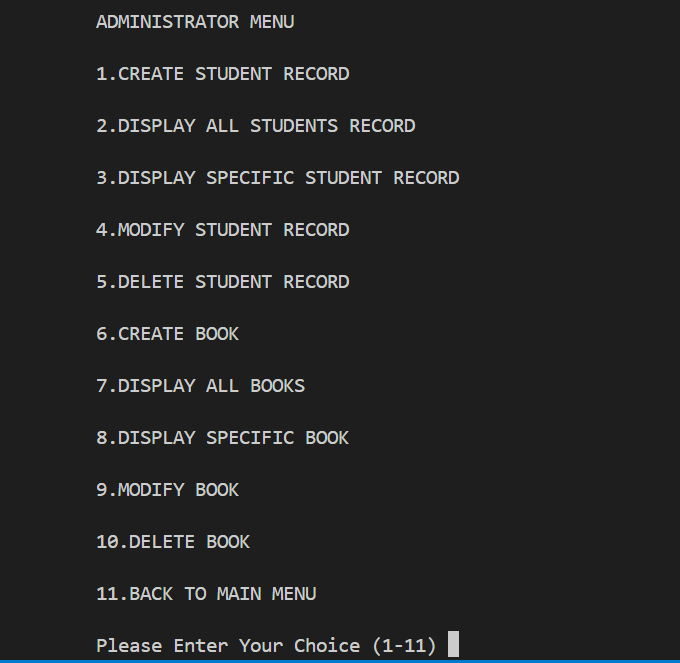 ADMINISTRATOR MENU
1.CREATE STUDENT RECORD
2.DISPLAY ALL STUDENTS RECORD
3.DISPLAY SPECIFIC STUDENT RECORD
4.MODIFY STUDENT RECORD
5.DELETE STUDENT RECORD
6.CREATE BOOK
7.DISPLAY ALL BOOKS
8.DISPLAY SPECIFIC BOOK
9.MODIFY BOOK
10.DELETE BOOK
11.BACK TO MAIN MENU
Please Enter Your Choice (1-11)